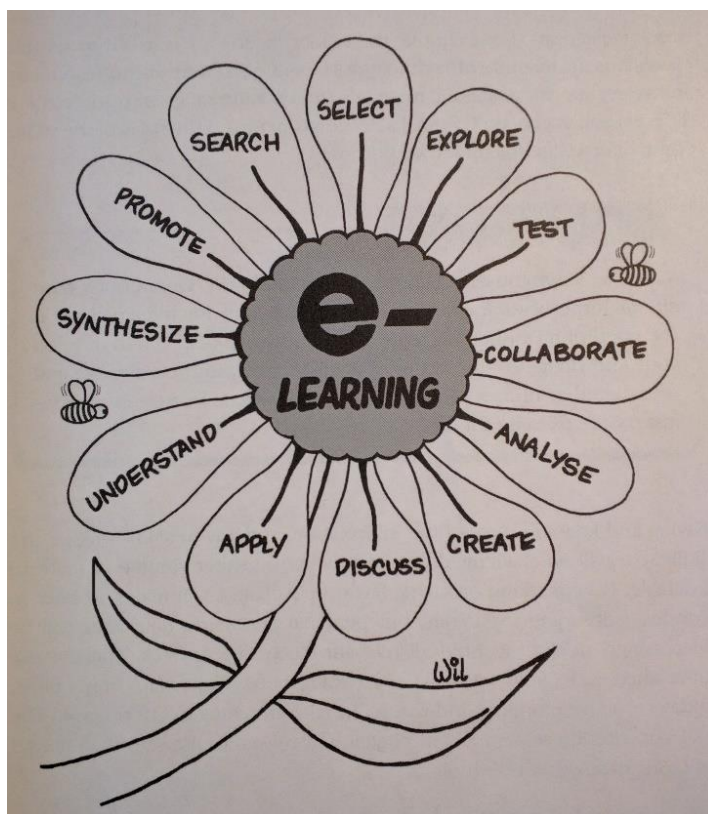 SELECT
EXPLORE
TEST
COLLABORATE
ANALYSE
CREATE
DISCUSS
APPLY
UNDERSTAND
SYNTHESIZE
PROMOTE
SEARCH
e-
LEARNING
Wil